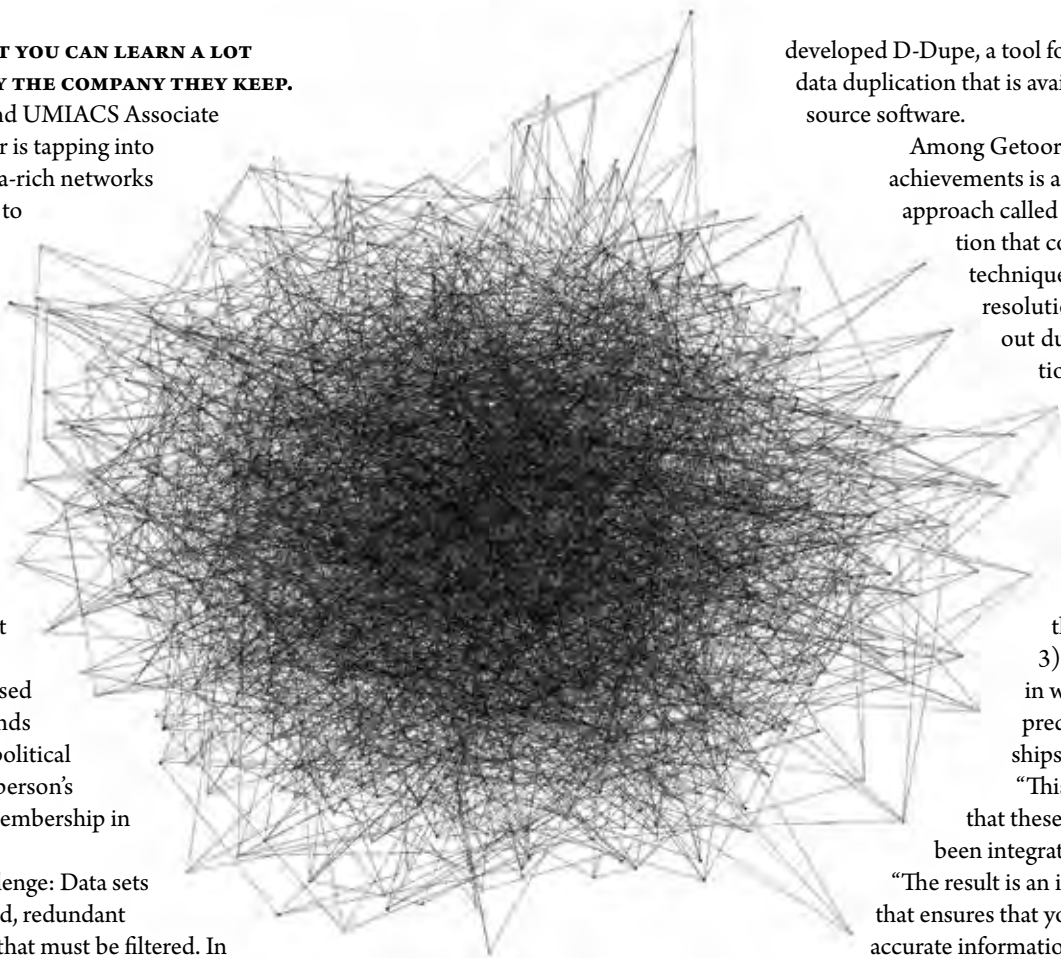 T YOU CAN LEARN A LOT
Y THE COMPANY THEY KEEP.
nd UMIACS Associate
r is tapping into
a-rich networks
to
t
sed
nds
political
person's
embership in
lenge: Data sets
d, redundant
that must be filtered. In
developed D-Dupe, a tool fo
data duplication that is avai
source software.
Among Getoor
achievements is a
approach called
tion that co
technique
resolutio
out du
tio
th
3)
in w
pred
ships
“This
that these
been integrat
“The result is an i
that ensures that yo
accurate informatio